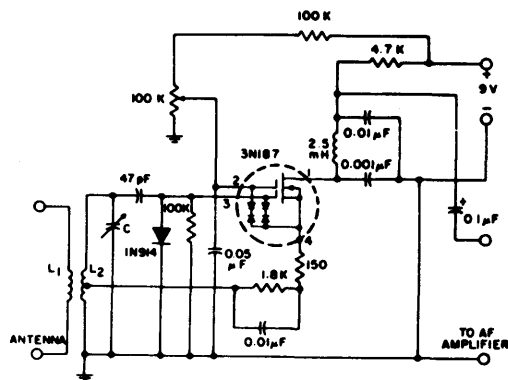 100 K
4.7 K
+
9 V
−
100 K
0.01 µF
2.5
mH
3N187
1
0.001 µF
47 pF
2
3
+
0.1 µF
100K
C
1N914
0.05
µF
4
150
L1
L2
1.8K
0.01 µF
ANTENNA
TO AF
AMPLIFIER